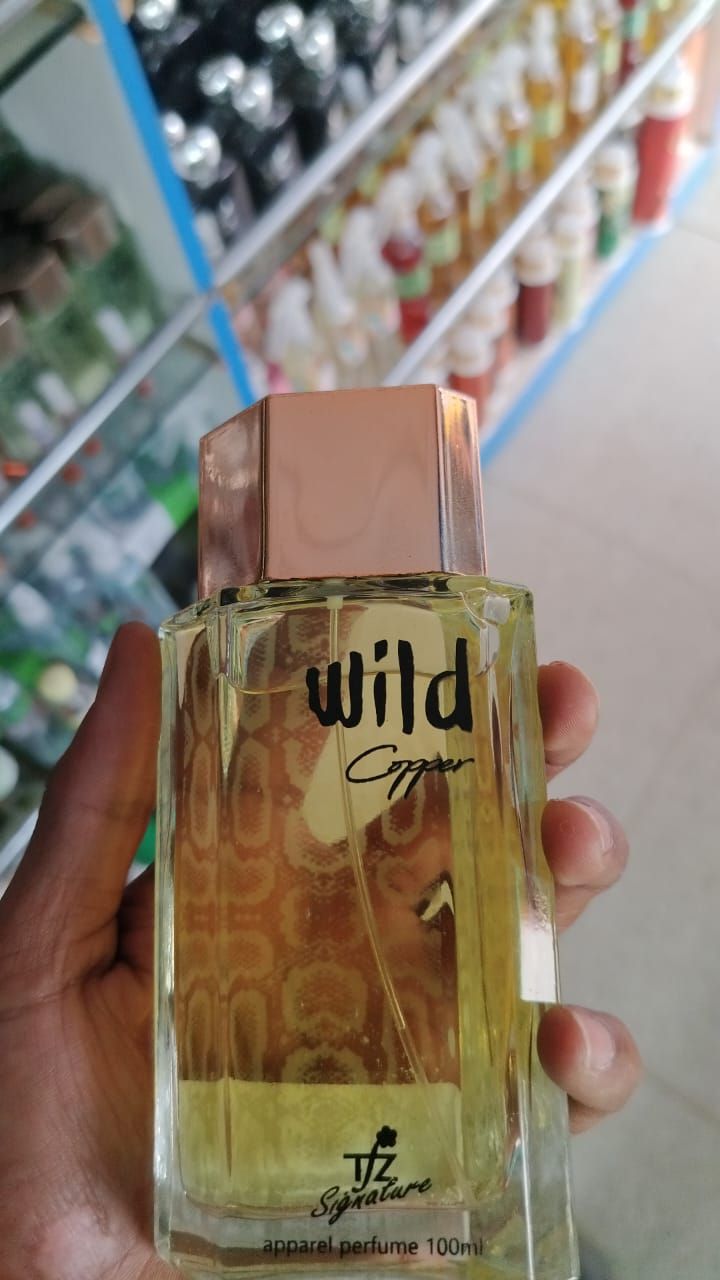 wild
Copper
TfZ
Signature
apparel perfume 100ml